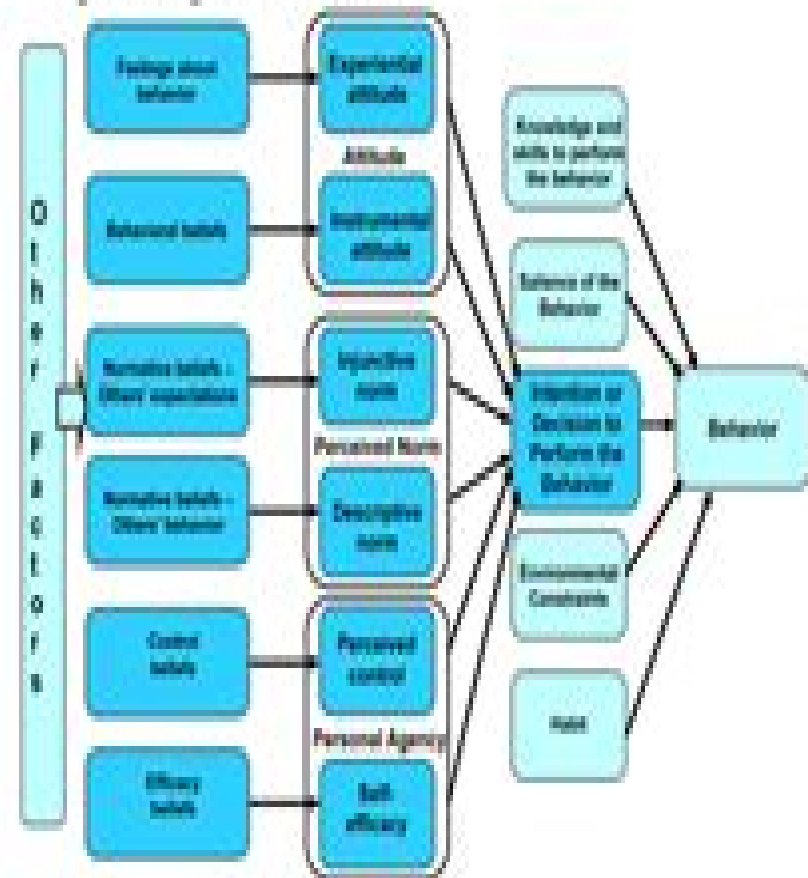 Other Factors
Feelings about
behavior
Behavioral beliefs
Normative beliefs –
Others' expectations
Normative beliefs –
Others' behavior
Control
beliefs
Efficacy
beliefs
Experiential
attitude
Attitude
Instrumental
attitude
Injunctive
norm
Perceived Norm
Descriptive
norm
Perceived
control
Personal Agency
Self-
efficacy
Knowledge and
skills to perform
the behavior
Salience of the
Behavior
Intention or
Decision to
Perform the
Behavior
Environmental
Constraints
Habit
Behavior